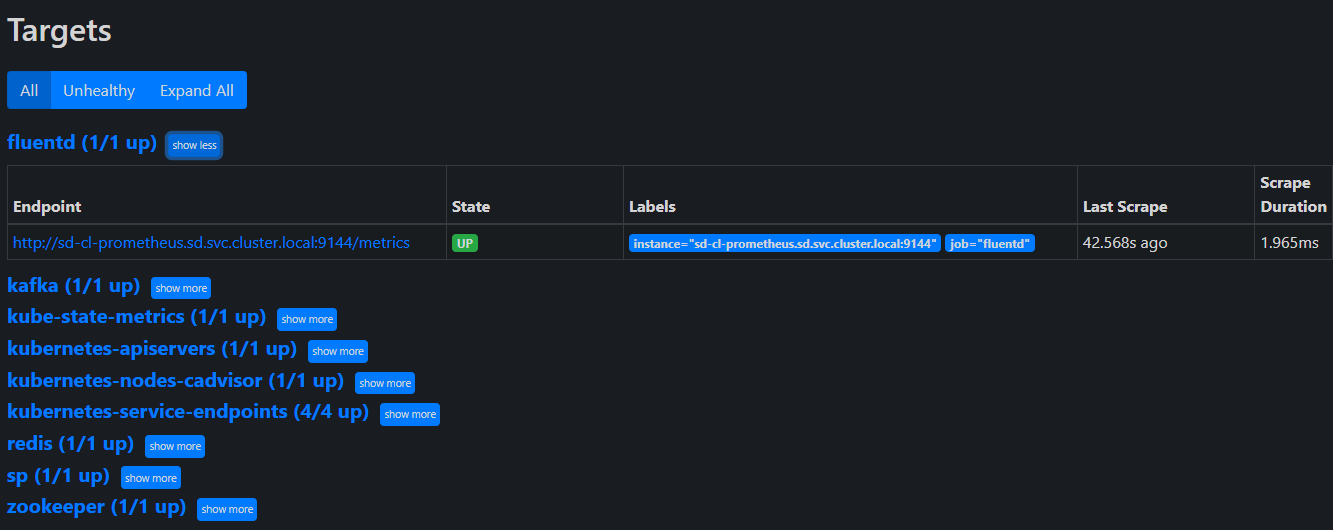 Targets
All Unhealthy Expand All
fluentd (1/1 up) show less
Endpoint State Labels Last Scrape Scrape Duration
http://sd-cl-prometheus.sd.svc.cluster.local:9144/metrics UP instance="sd-cl-prometheus.sd.svc.cluster.local:9144" job="fluentd" 42.568s ago 1.965ms
kafka (1/1 up) show more
kube-state-metrics (1/1 up) show more
kubernetes-apiservers (1/1 up) show more
kubernetes-nodes-cadvisor (1/1 up) show more
kubernetes-service-endpoints (4/4 up) show more
redis (1/1 up) show more
sp (1/1 up) show more
zookeeper (1/1 up) show more